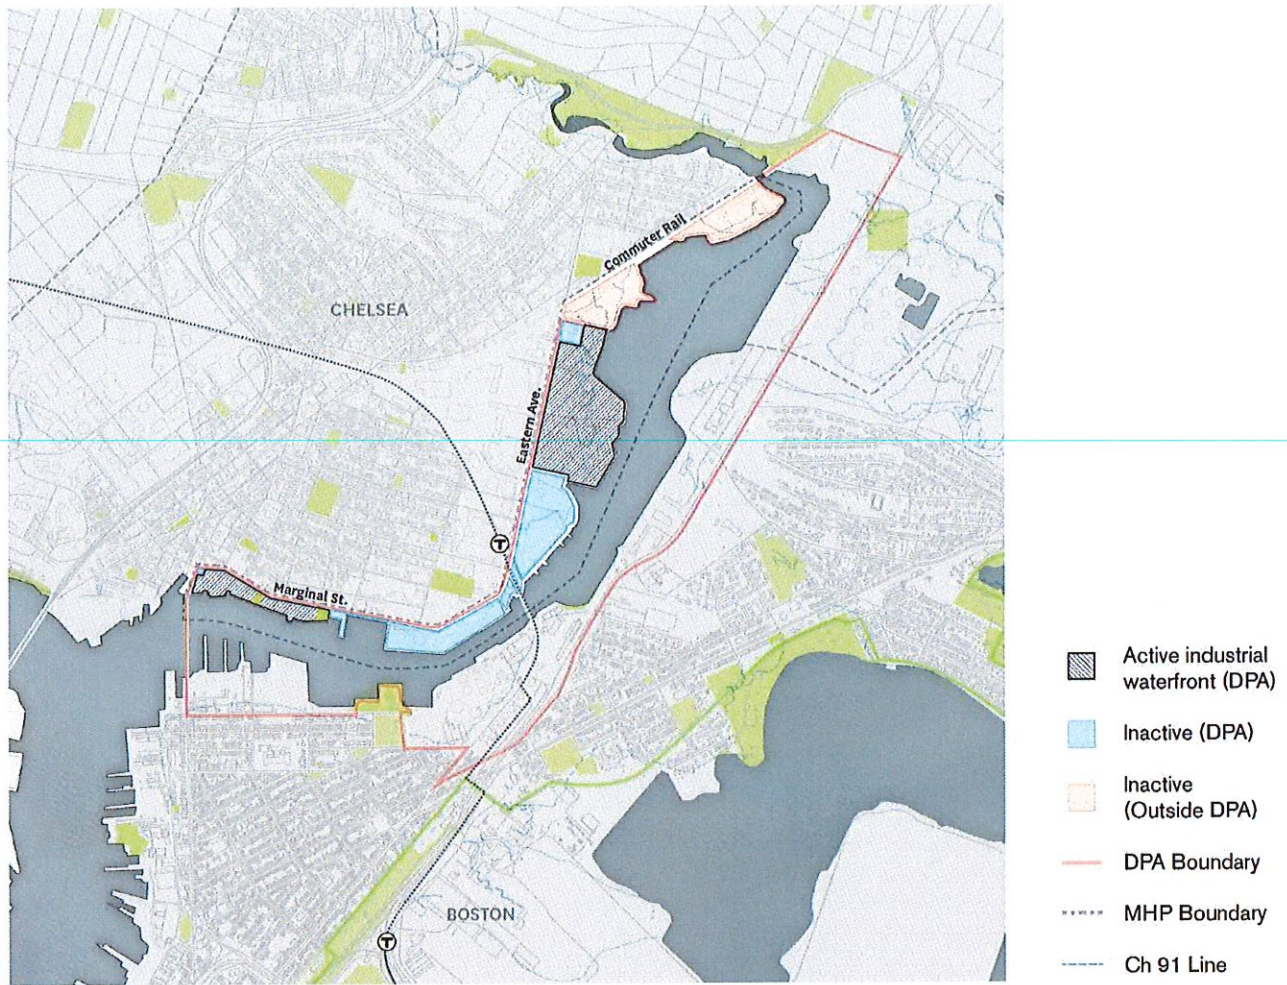 Commuter Rail
CHELSEA
Eastern Ave.
T
Marginal St.
BOSTON
T
Active industrial
waterfront (DPA)
Inactive (DPA)
Inactive
(Outside DPA)
DPA Boundary
MHP Boundary
Ch 91 Line